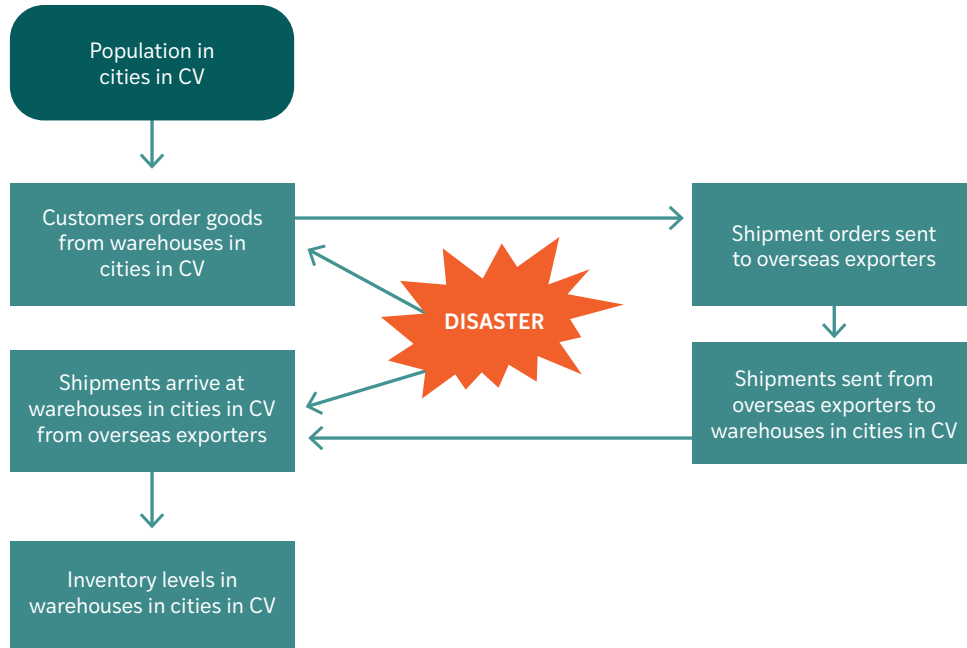 Population in
cities in CV
Customers order goods
from warehouses in
cities in CV
Shipment orders sent
to overseas exporters
DISASTER
Shipments arrive at
warehouses in cities in CV
from overseas exporters
Shipments sent from
overseas exporters to
warehouses in cities in CV
Inventory levels in
warehouses in cities in CV